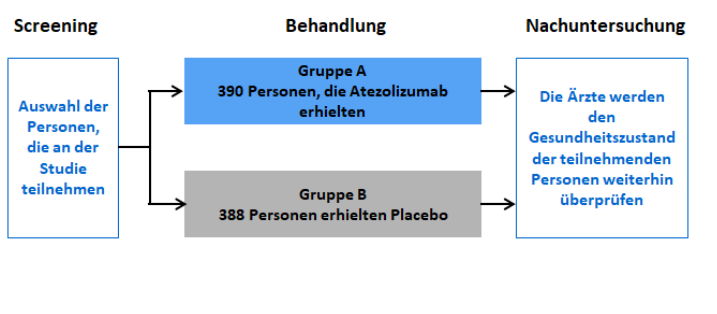 Screening
Behandlung
Nachuntersuchung
Auswahl der
Personen,
die an der
Studie
teilnehmen
Gruppe A
390 Personen, die Atezolizumab
erhielten
Gruppe B
388 Personen erhielten Placebo
Die Ärzte werden
den
Gesundheitszustand
der teilnehmenden
Personen weiterhin
überprüfen